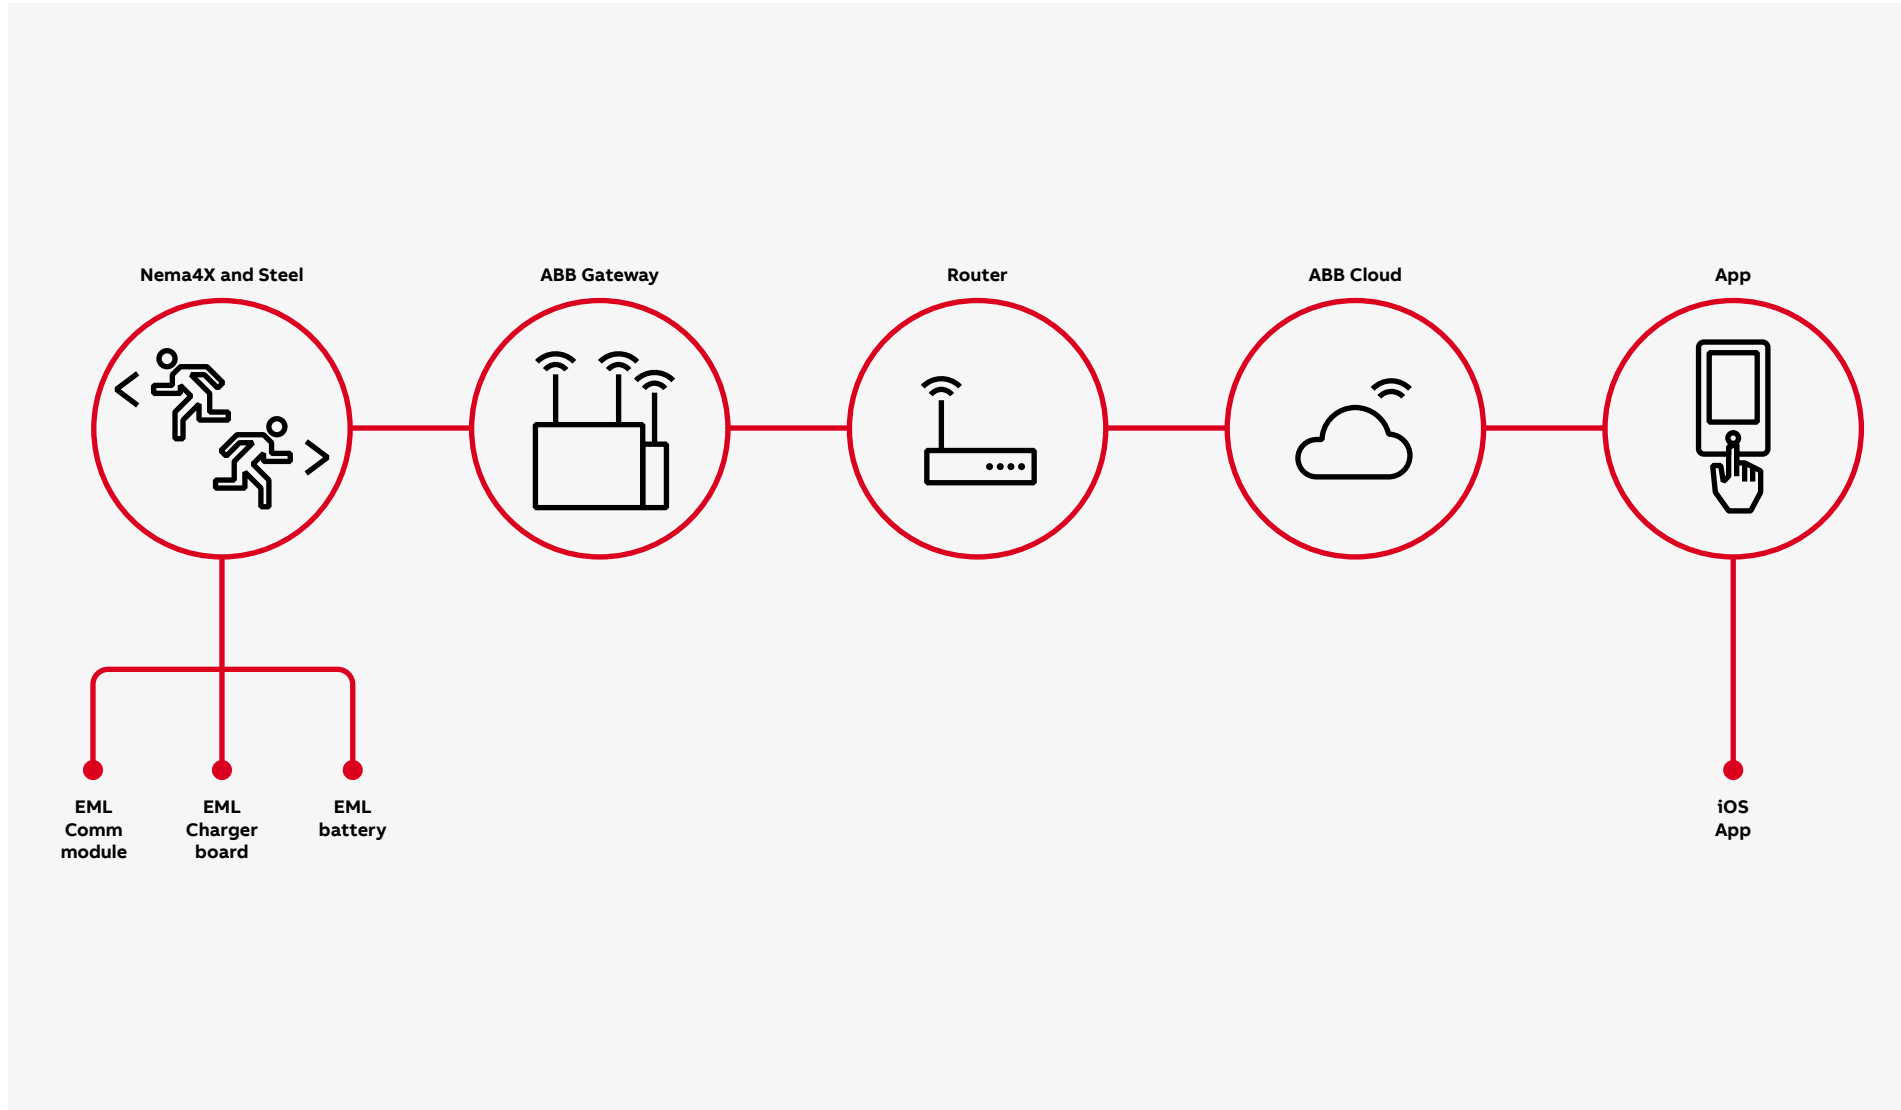 Nema4X and Steel
ABB Gateway
Router
ABB Cloud
App
EML
Comm
module
EML
Charger
board
EML
battery
iOS
App